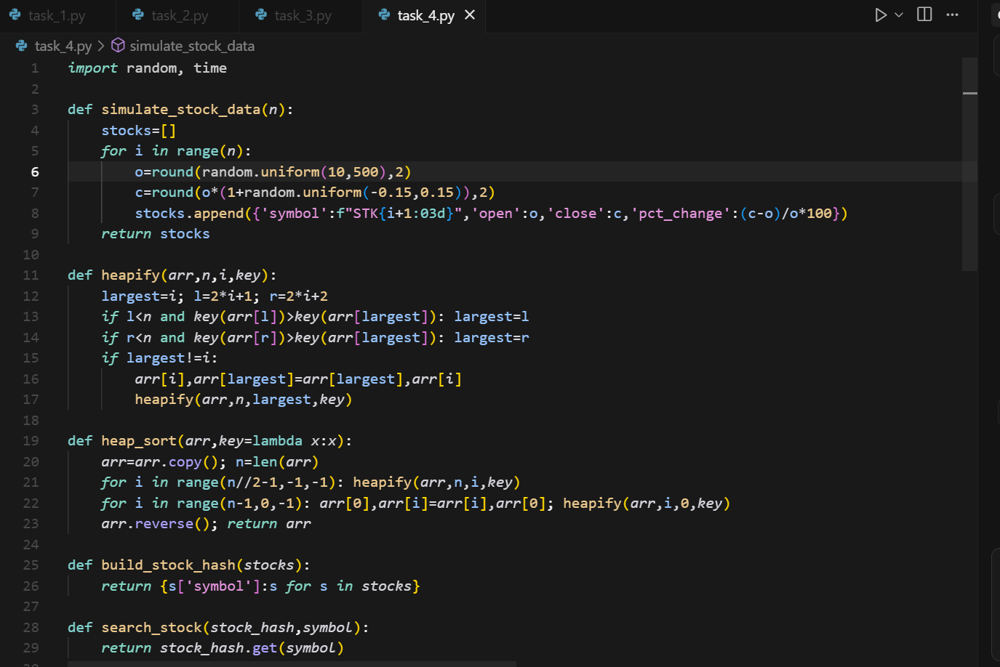 task_1.py task_2.py task_3.py task_4.py
task_4.py > simulate_stock_data
1 import random, time
2
3 def simulate_stock_data(n):
4     stocks=[]
5     for i in range(n):
6         o=round(random.uniform(10,500),2)
7         c=round(o*(1+random.uniform(-0.15,0.15)),2)
8         stocks.append({'symbol':f"STK{i+1:03d}",'open':o,'close':c,'pct_change':(c-o)/o*100})
9     return stocks
10
11 def heapify(arr,n,i,key):
12     largest=i; l=2*i+1; r=2*i+2
13     if l<n and key(arr[l])>key(arr[largest]): largest=l
14     if r<n and key(arr[r])>key(arr[largest]): largest=r
15     if largest!=i:
16         arr[i],arr[largest]=arr[largest],arr[i]
17         heapify(arr,n,largest,key)
18
19 def heap_sort(arr,key=lambda x:x):
20     arr=arr.copy(); n=len(arr)
21     for i in range(n//2-1,-1,-1): heapify(arr,n,i,key)
22     for i in range(n-1,0,-1): arr[0],arr[i]=arr[i],arr[0]; heapify(arr,i,0,key)
23     arr.reverse(); return arr
24
25 def build_stock_hash(stocks):
26     return {s['symbol']:s for s in stocks}
27
28 def search_stock(stock_hash,symbol):
29     return stock_hash.get(symbol)